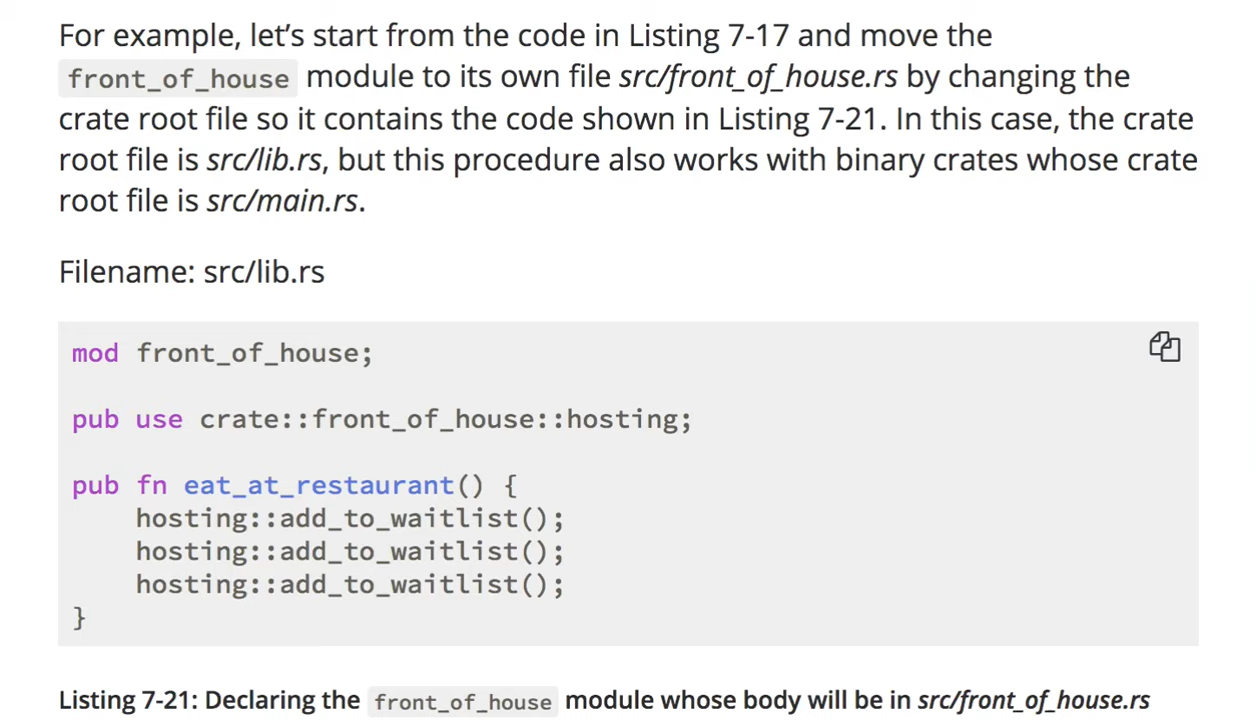 For example, let’s start from the code in Listing 7-17 and move the
front_of_house module to its own file src/front_of_house.rs by changing the
crate root file so it contains the code shown in Listing 7-21. In this case, the crate
root file is src/lib.rs, but this procedure also works with binary crates whose crate
root file is src/main.rs.
Filename: src/lib.rs
mod front_of_house;
pub use crate::front_of_house::hosting;
pub fn eat_at_restaurant() {
    hosting::add_to_waitlist();
    hosting::add_to_waitlist();
    hosting::add_to_waitlist();
}
Listing 7-21: Declaring the front_of_house module whose body will be in src/front_of_house.rs